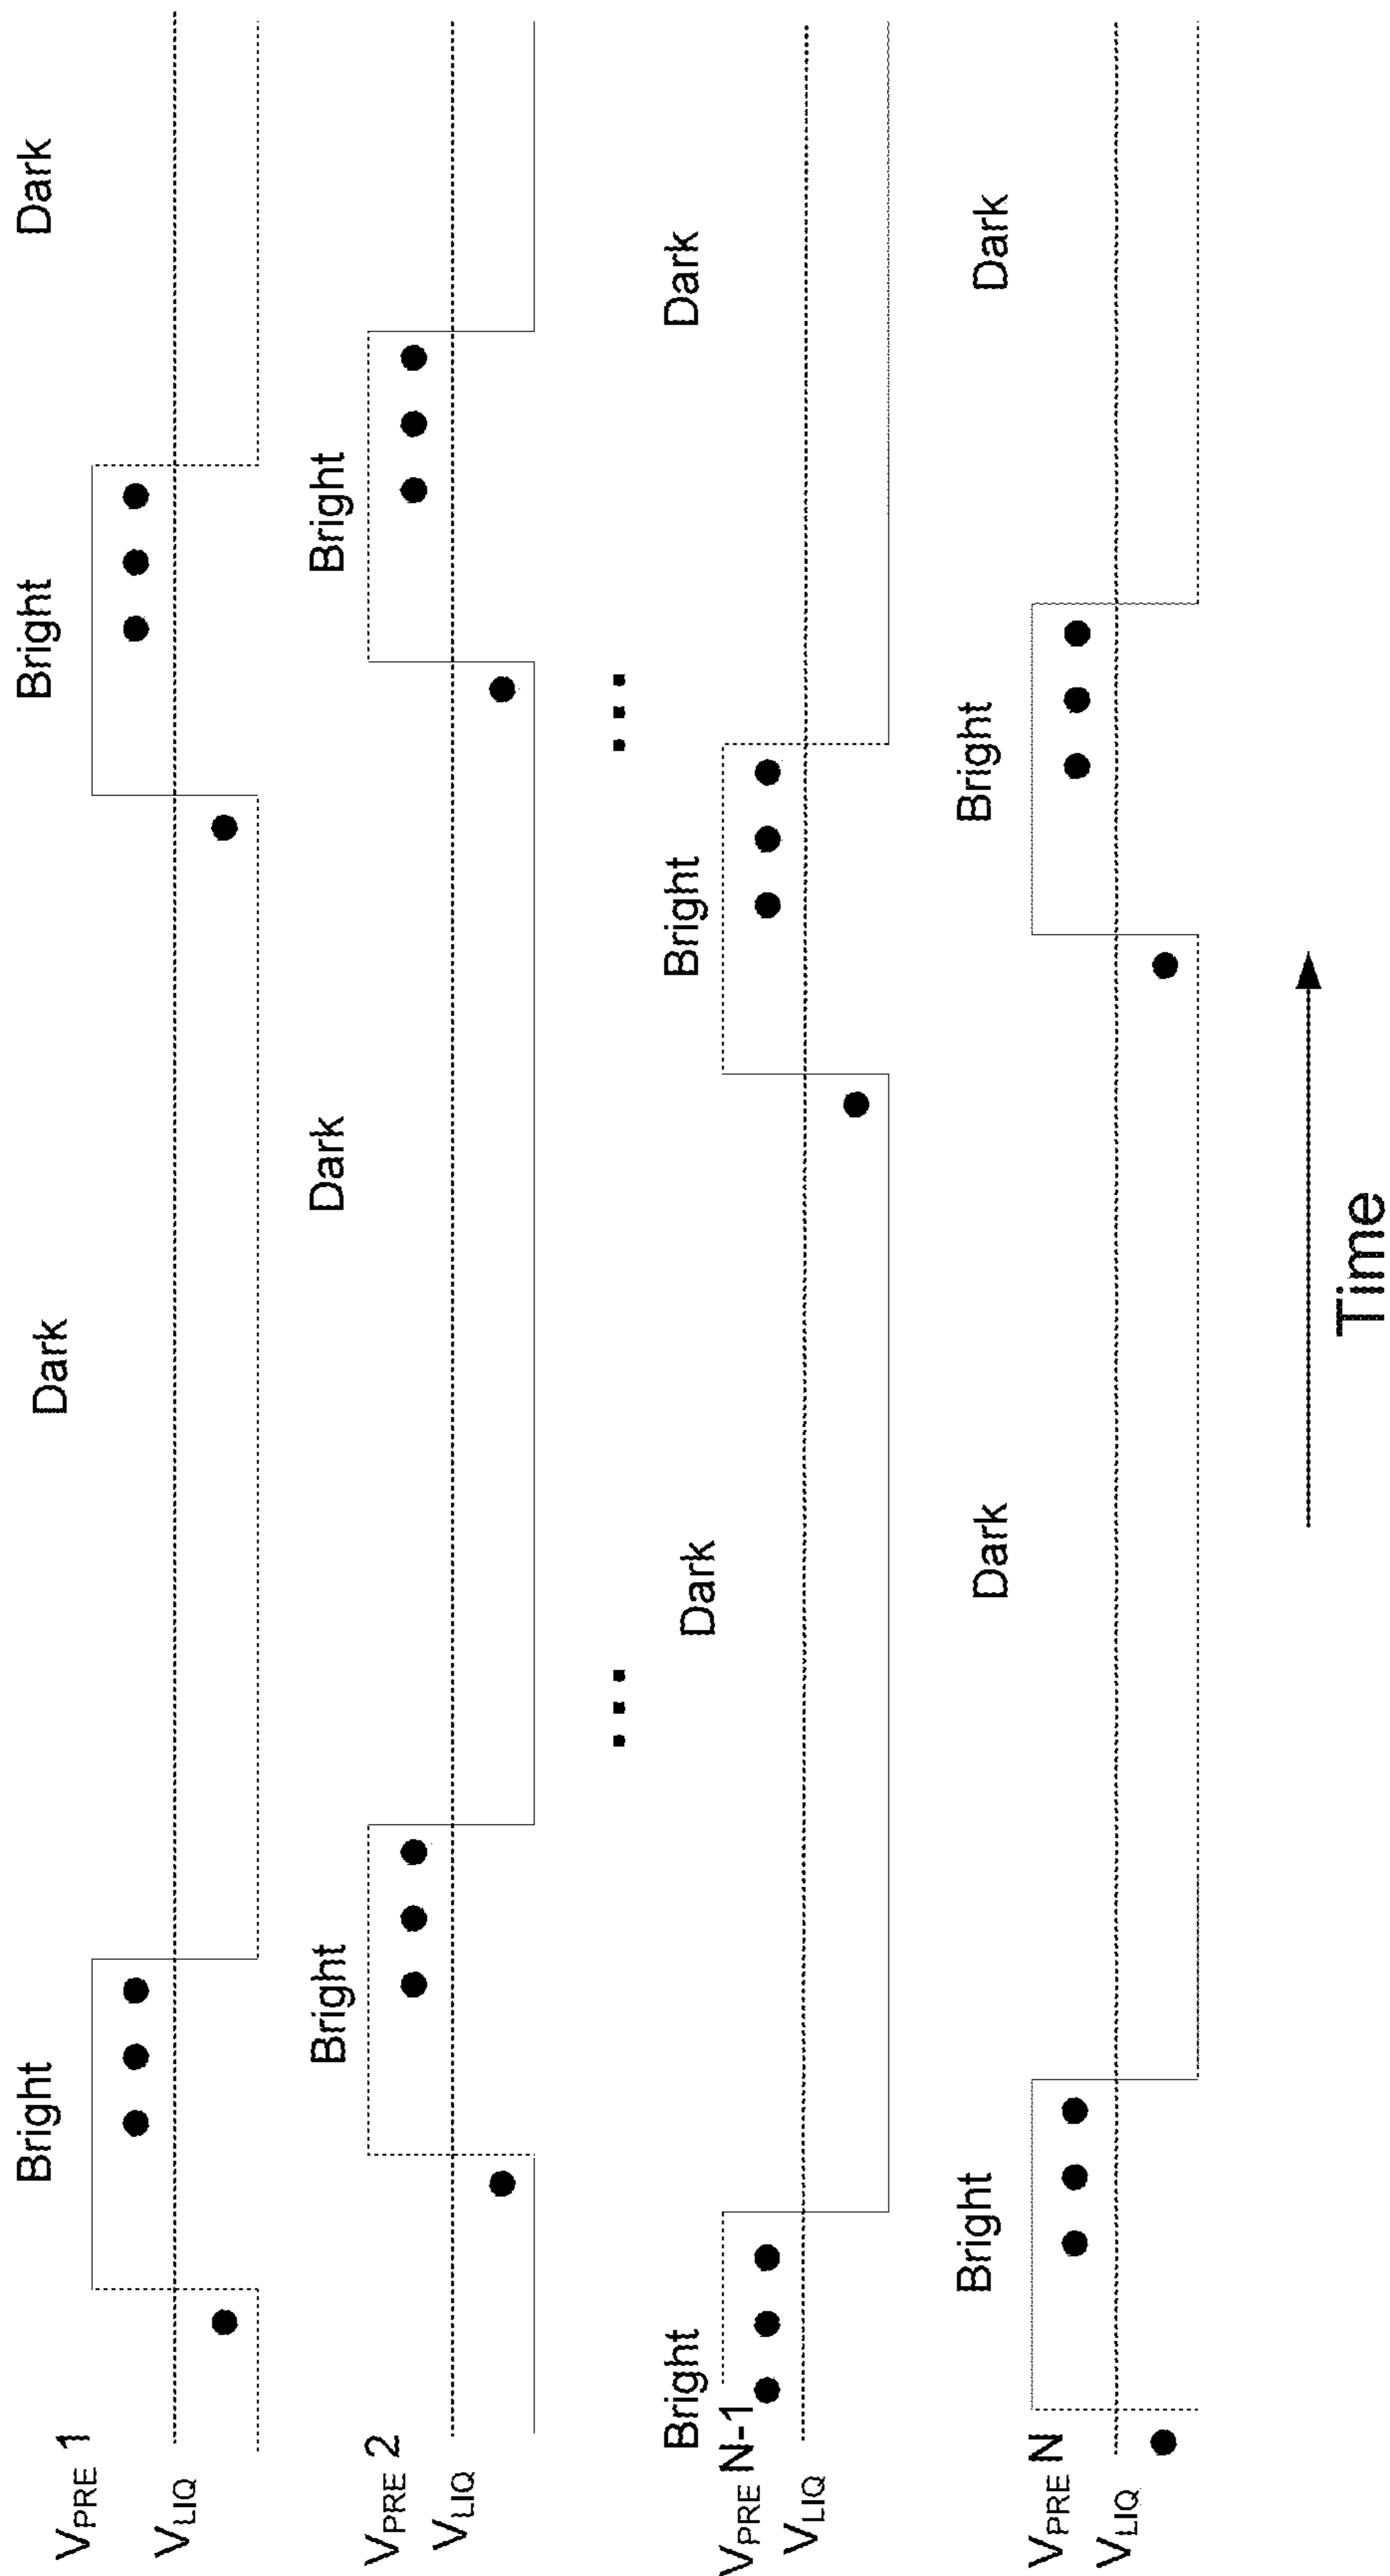 V_PRE 1
V_LIQ
Bright
Dark
Bright
Dark
V_PRE 2
V_LIQ
Bright
Dark
Bright
...
...
V_PRE N-1
V_LIQ
Bright
Dark
Bright
Dark
V_PRE N
V_LIQ
Bright
Dark
Bright
Dark
Time